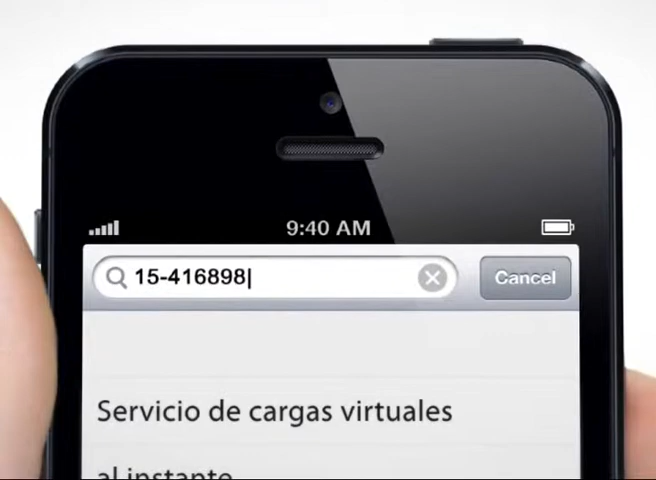 9:40 AM
15-416898
Cancel
Servicio de cargas virtuales
al instante